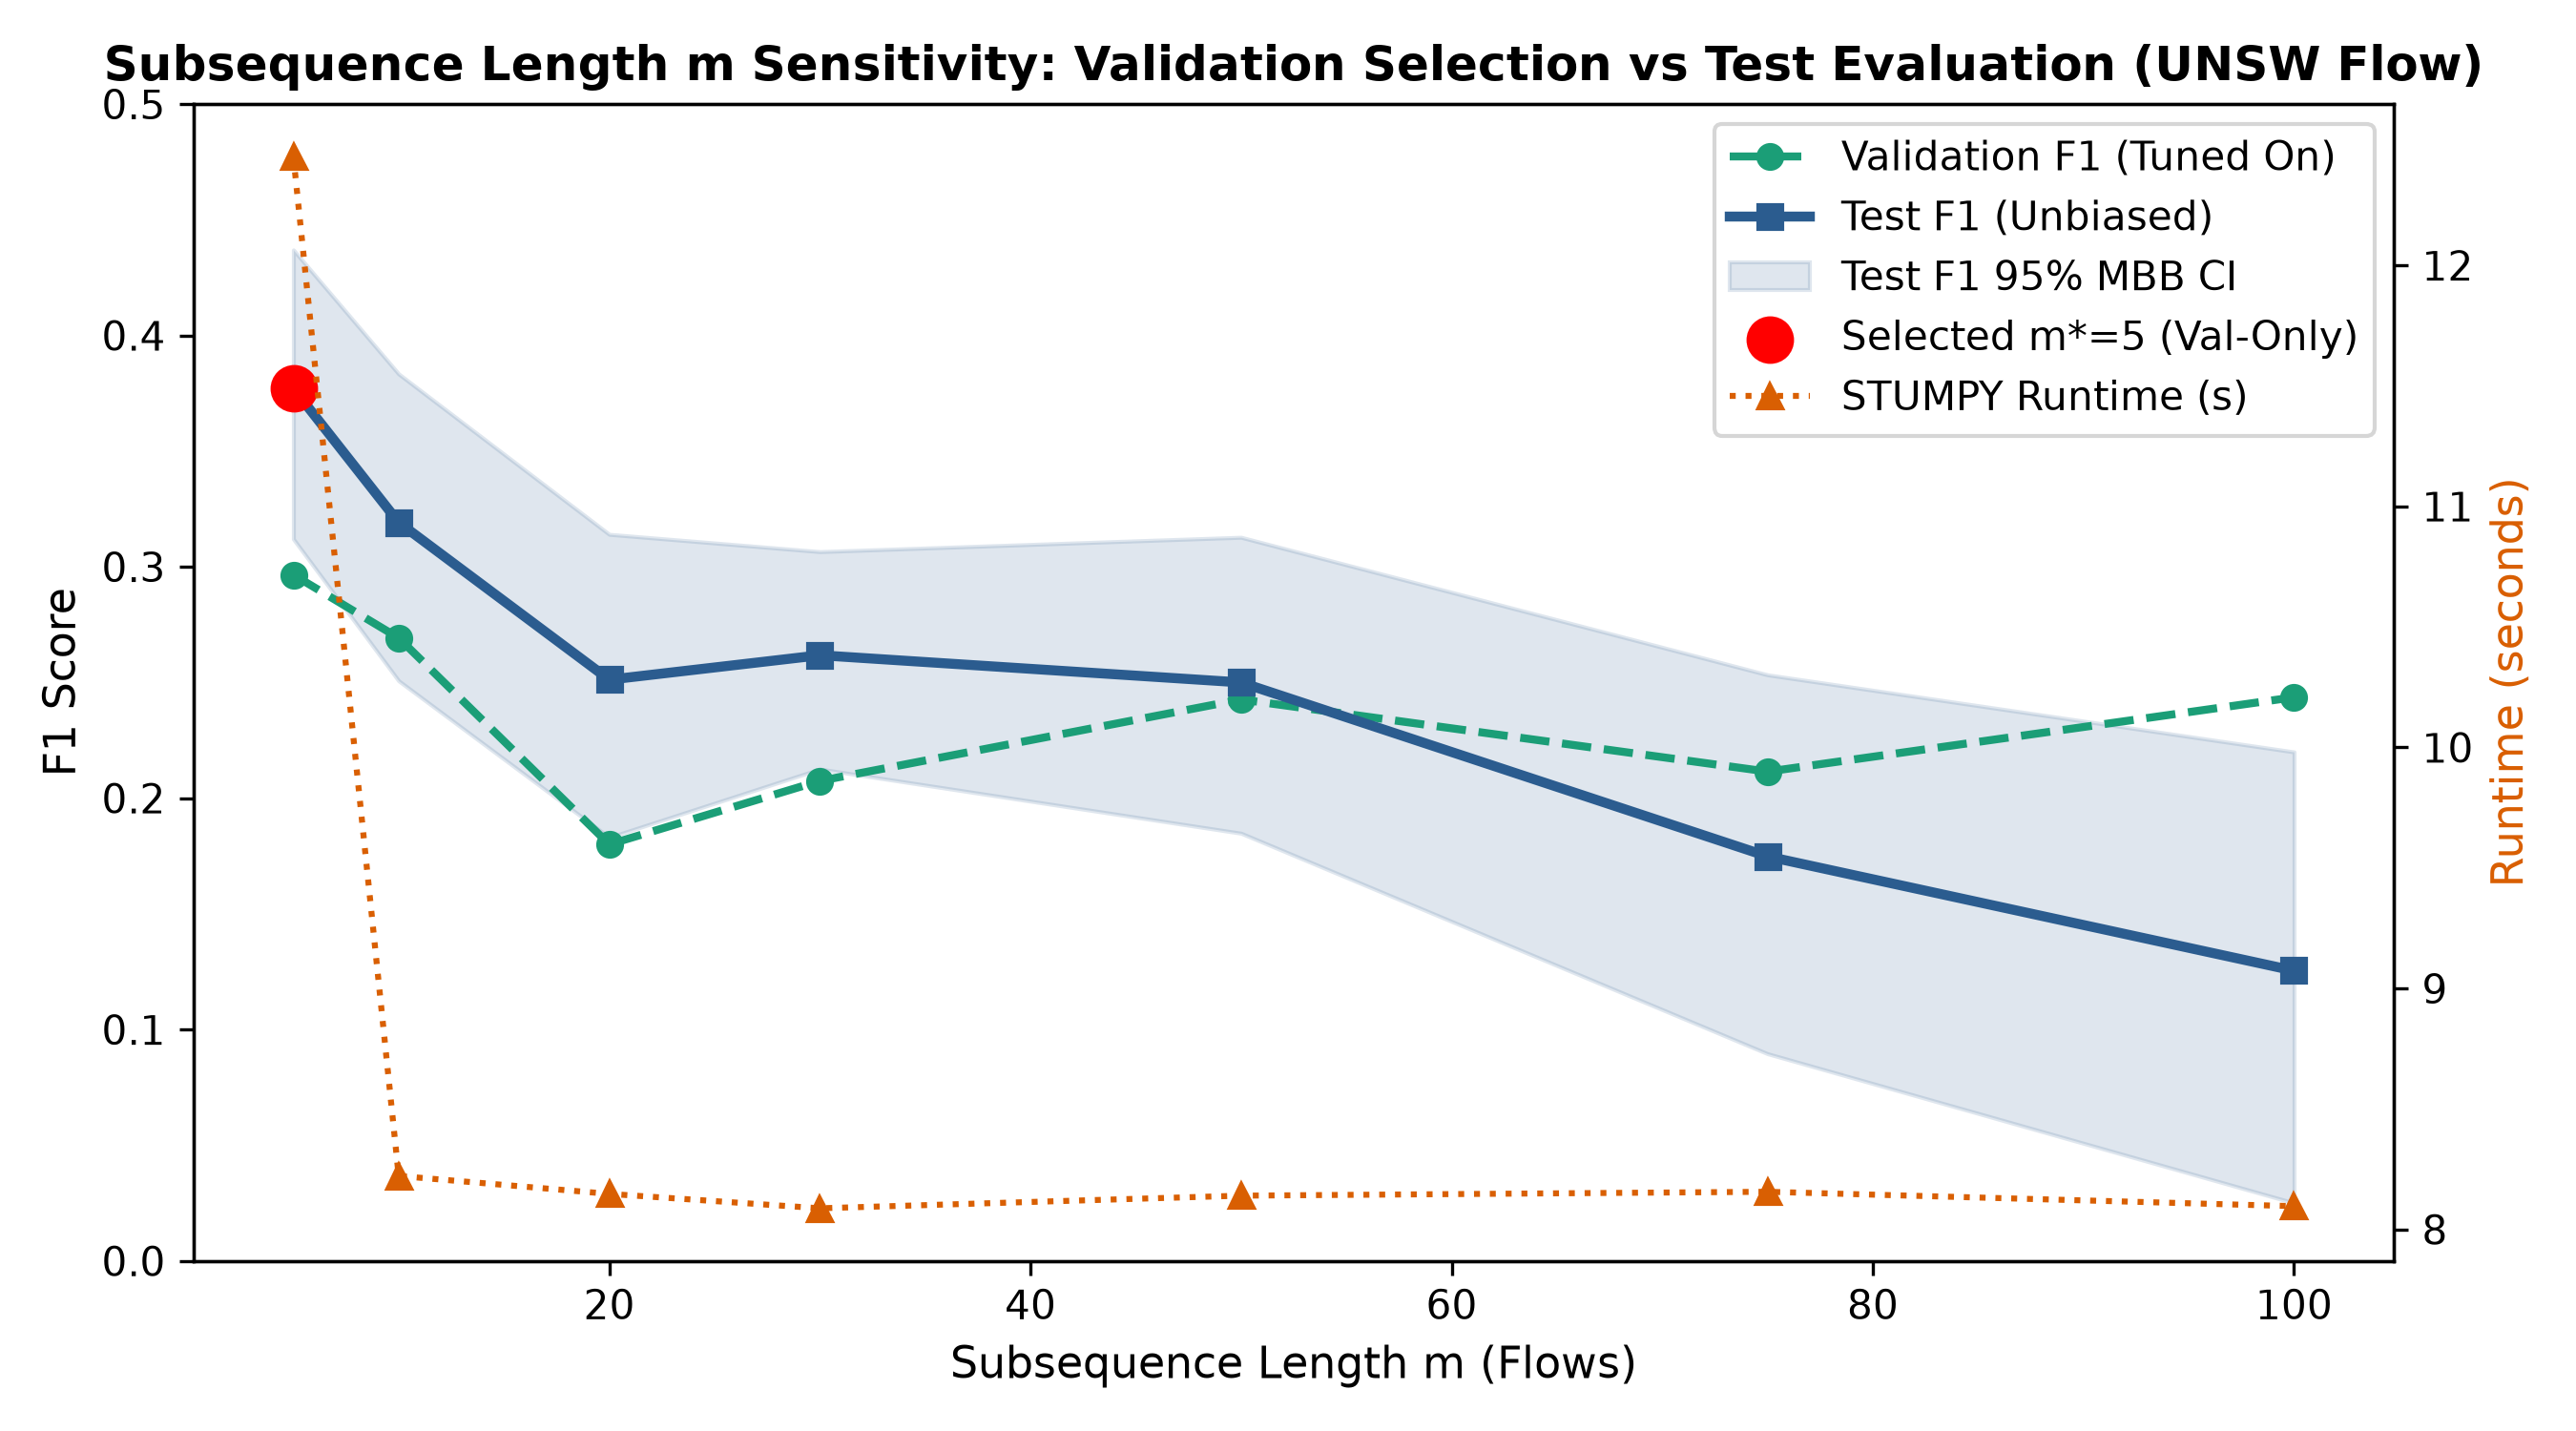 Subsequence Length m Sensitivity: Validation Selection vs Test Evaluation (UNSW Flow)
Validation F1 (Tuned On)
Test F1 (Unbiased)
Test F1 95% MBB CI
Selected m*=5 (Val-Only)
STUMPY Runtime (s)
F1 Score
0.5
0.4
0.3
0.2
0.1
0.0
12
11
10
9
8
Runtime (seconds)
20 40 60 80 100
Subsequence Length m (Flows)